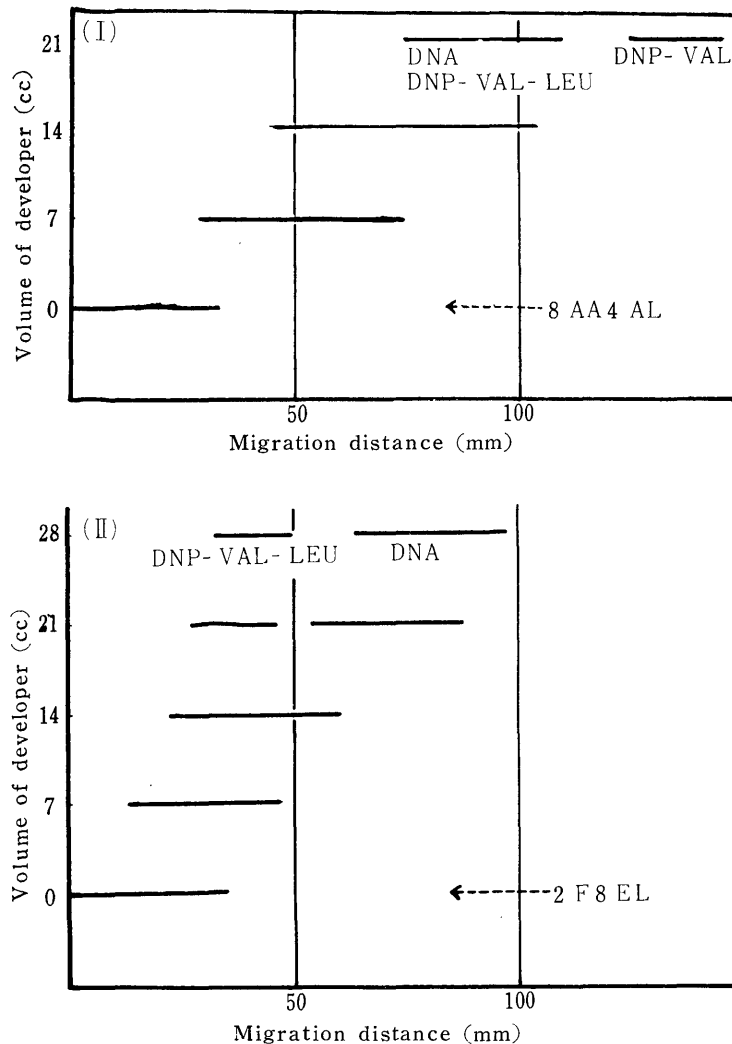 (I)
Volume of developer (cc)
21
14
7
0
DNA
DNP-VAL-LEU
DNP-VAL
8 AA4 AL
50
100
Migration distance (mm)
(II)
Volume of developer (cc)
28
21
14
7
0
DNP-VAL-LEU
DNA
2 F8 EL
50
100
Migration distance (mm)